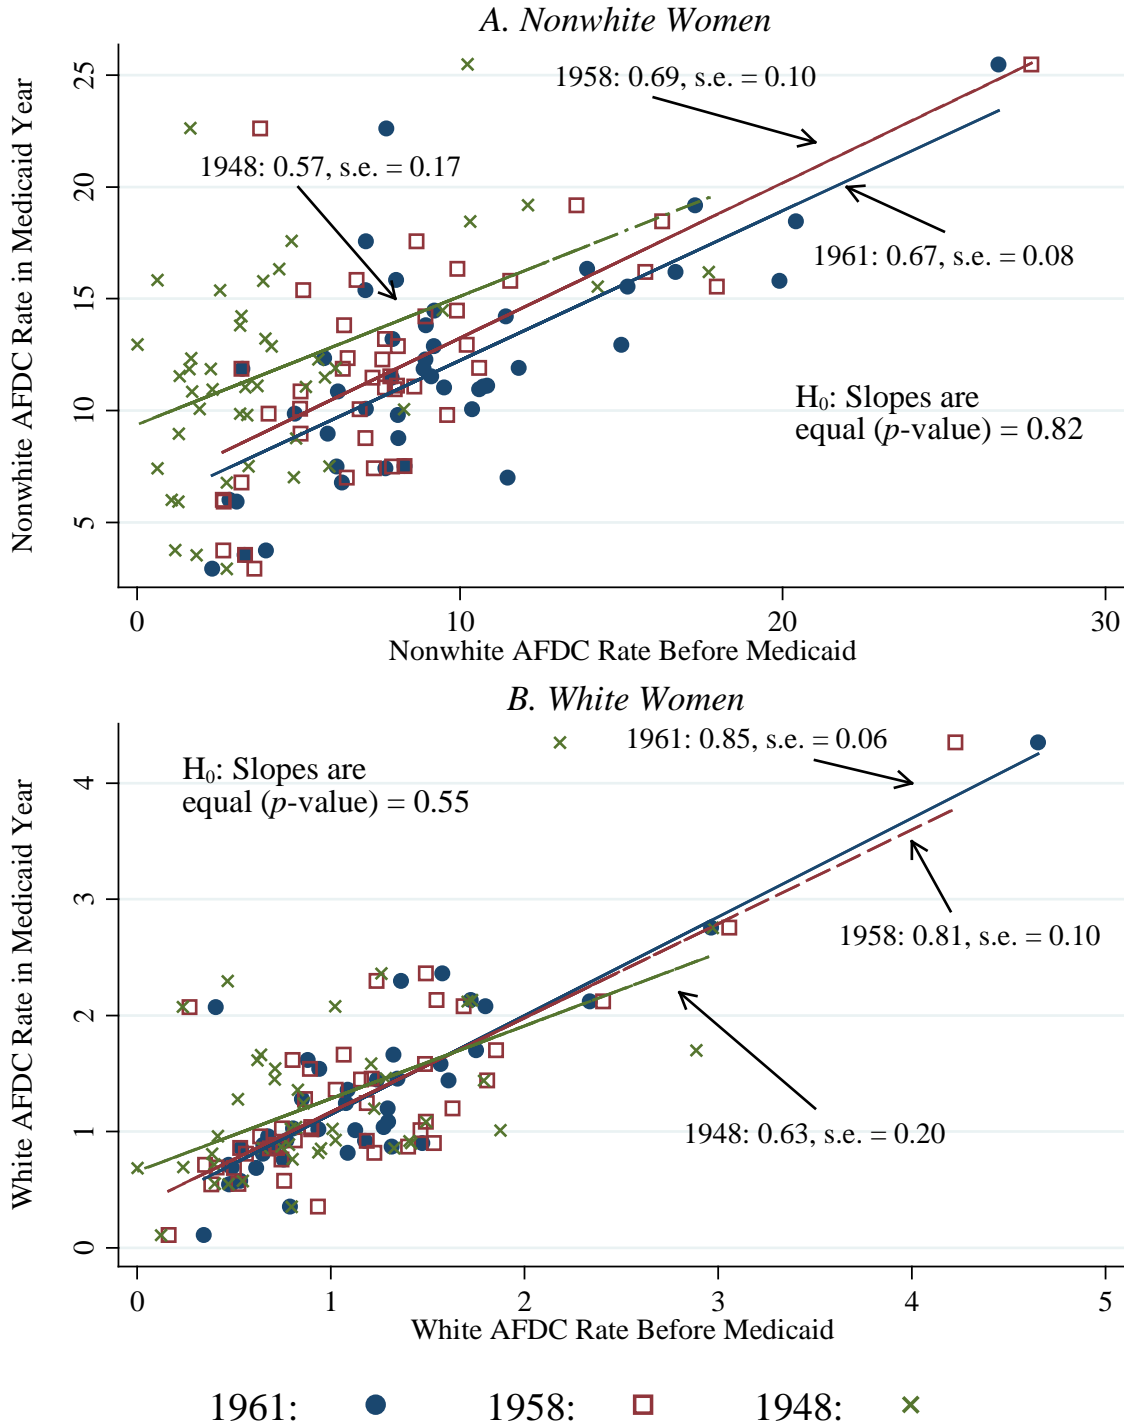 A. Nonwhite Women
Nonwhite AFDC Rate in Medicaid Year
25
20
15
10
5
1958: 0.69, s.e. = 0.10
1948: 0.57, s.e. = 0.17
1961: 0.67, s.e. = 0.08
H₀: Slopes are
equal (p-value) = 0.82
0 10 20 30
Nonwhite AFDC Rate Before Medicaid
B. White Women
White AFDC Rate in Medicaid Year
4
3
2
1
0
1961: 0.85, s.e. = 0.06
H₀: Slopes are
equal (p-value) = 0.55
1958: 0.81, s.e. = 0.10
1948: 0.63, s.e. = 0.20
0 1 2 3 4 5
White AFDC Rate Before Medicaid
1961: 1958: 1948: